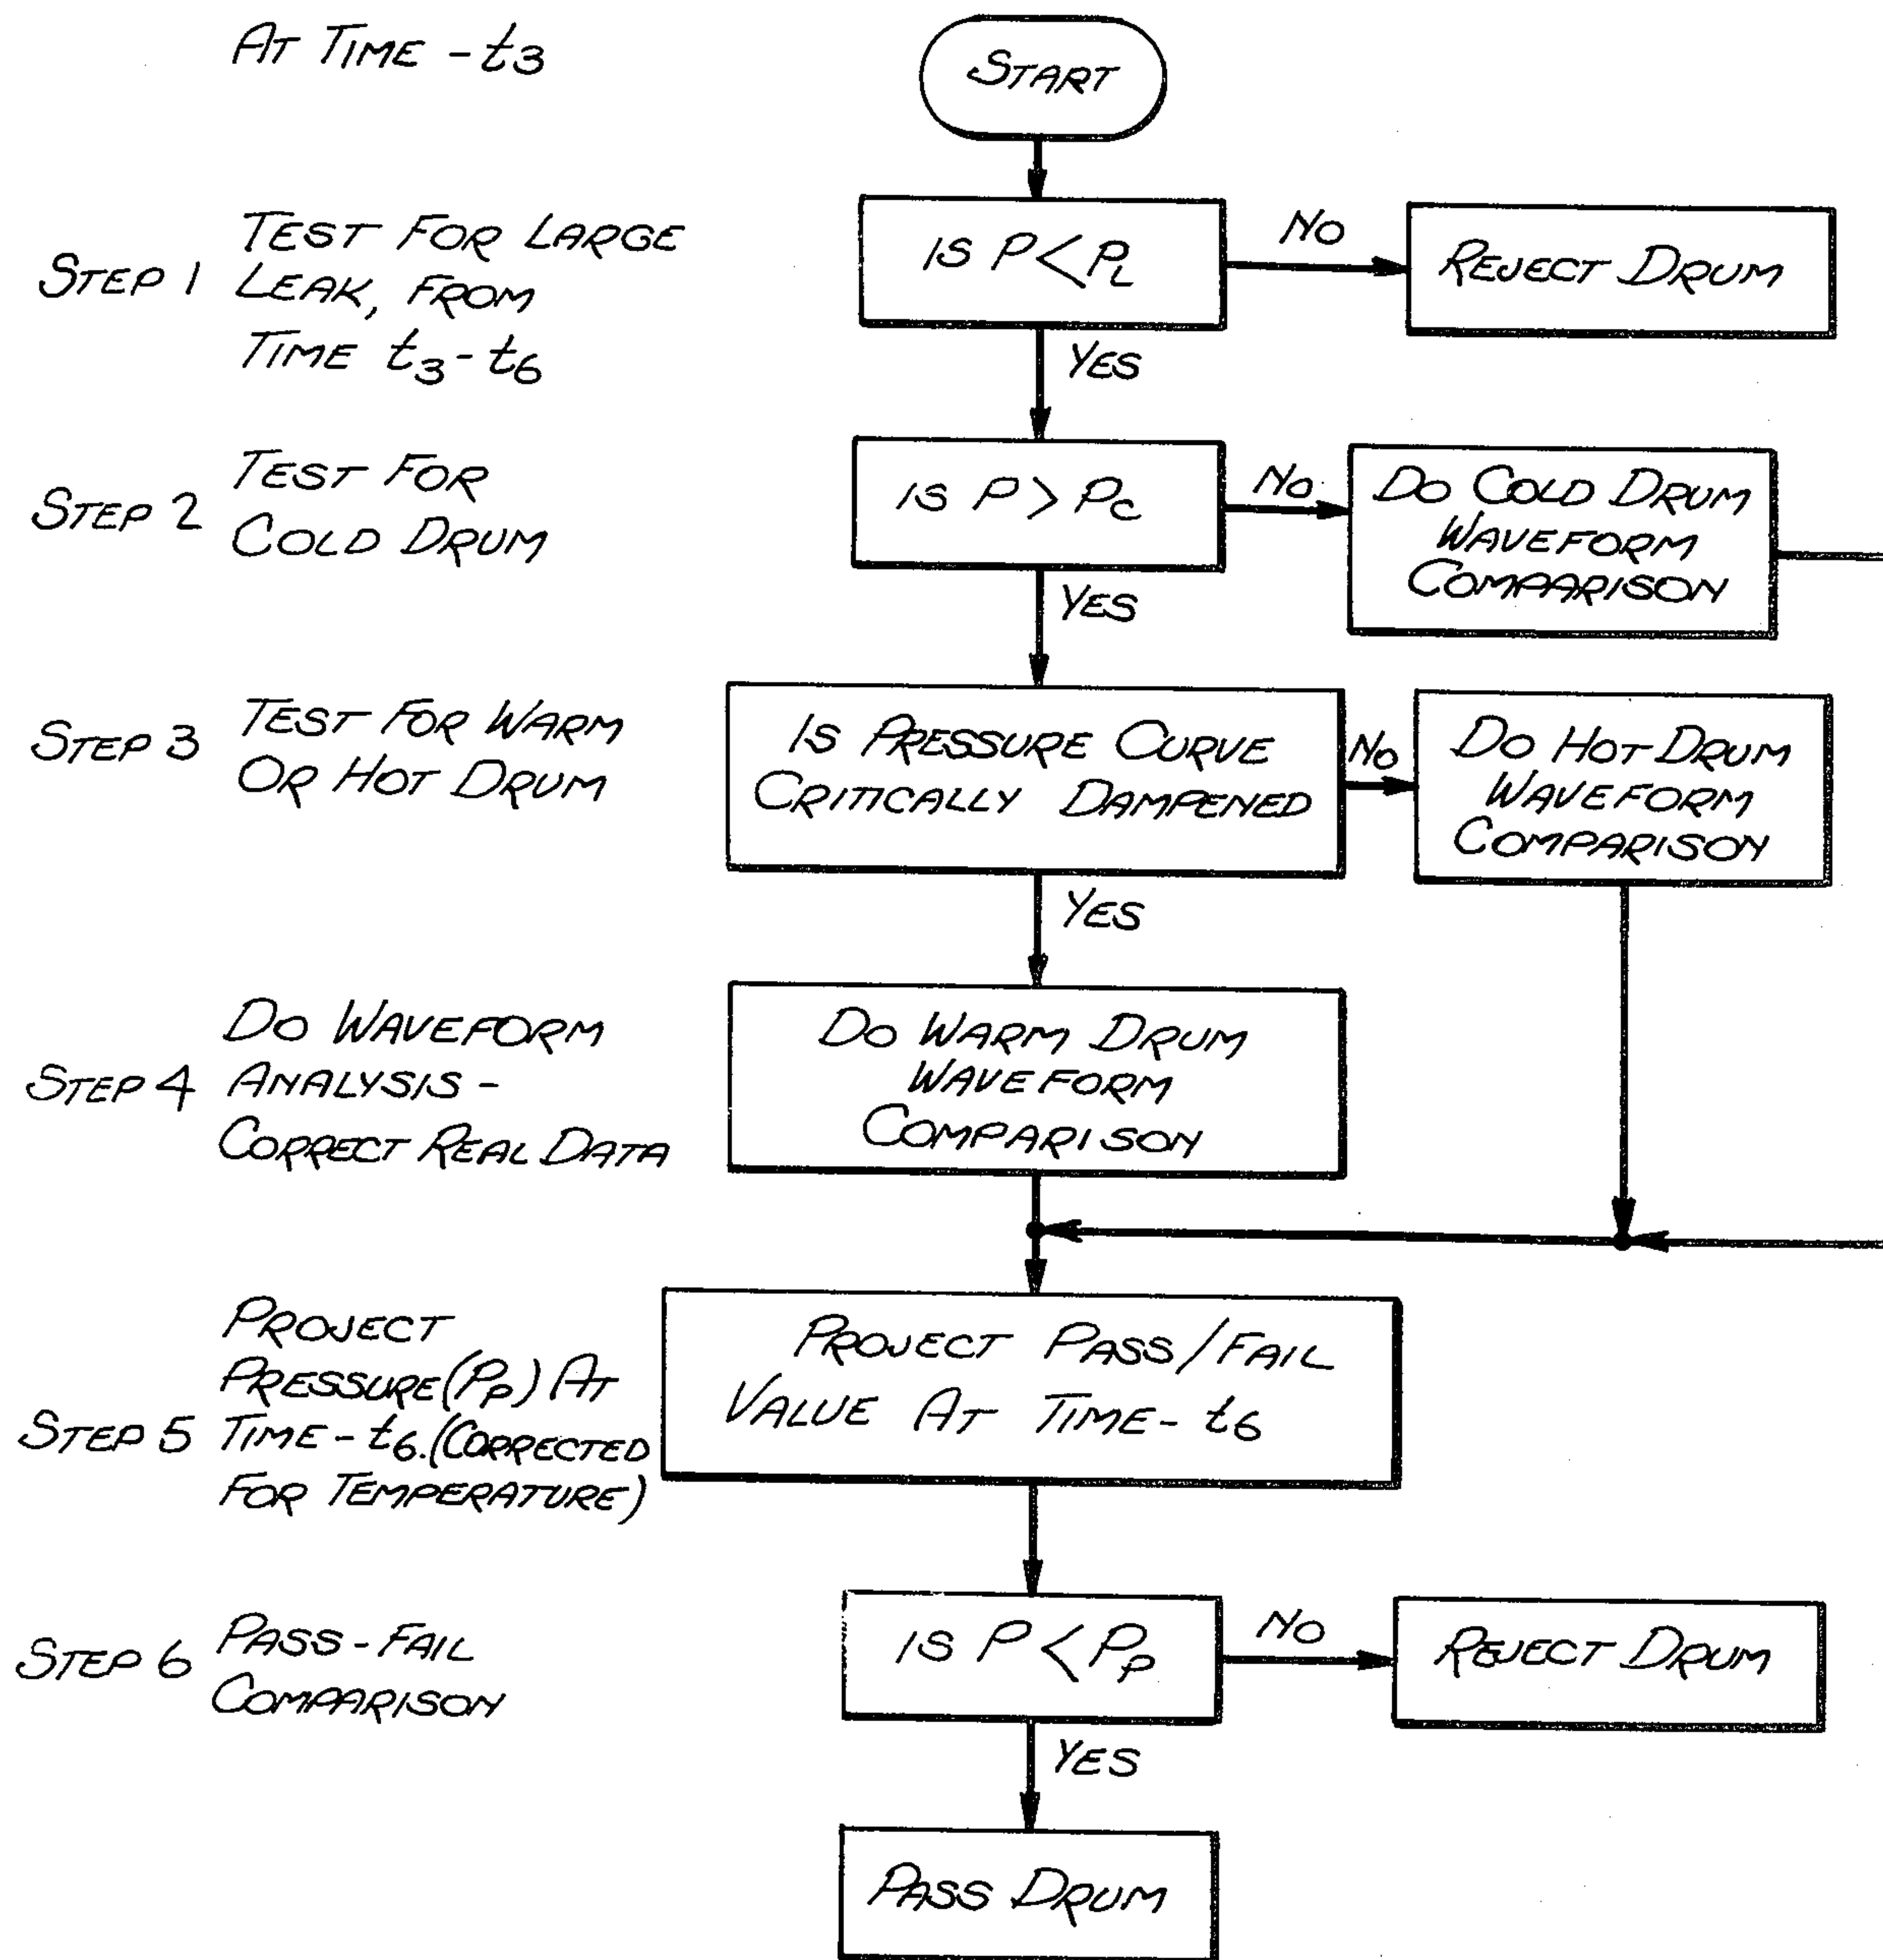 AT TIME - t3
START
STEP 1
TEST FOR LARGE
LEAK, FROM
TIME t3 - t6
IS P < PL
NO
REJECT DRUM
YES
STEP 2
TEST FOR
COLD DRUM
IS P > PC
NO
DO COLD DRUM
WAVEFORM
COMPARISON
YES
STEP 3
TEST FOR WARM
OR HOT DRUM
IS PRESSURE CURVE
CRITICALLY DAMPENED
NO
DO HOT DRUM
WAVEFORM
COMPARISON
YES
STEP 4
DO WAVEFORM
ANALYSIS -
CORRECT REAL DATA
DO WARM DRUM
WAVEFORM
COMPARISON
STEP 5
PROJECT
PRESSURE (PP) AT
TIME - t6. (CORRECTED
FOR TEMPERATURE)
PROJECT PASS/FAIL
VALUE AT TIME - t6
STEP 6
PASS - FAIL
COMPARISON
IS P < PP
NO
REJECT DRUM
YES
PASS DRUM